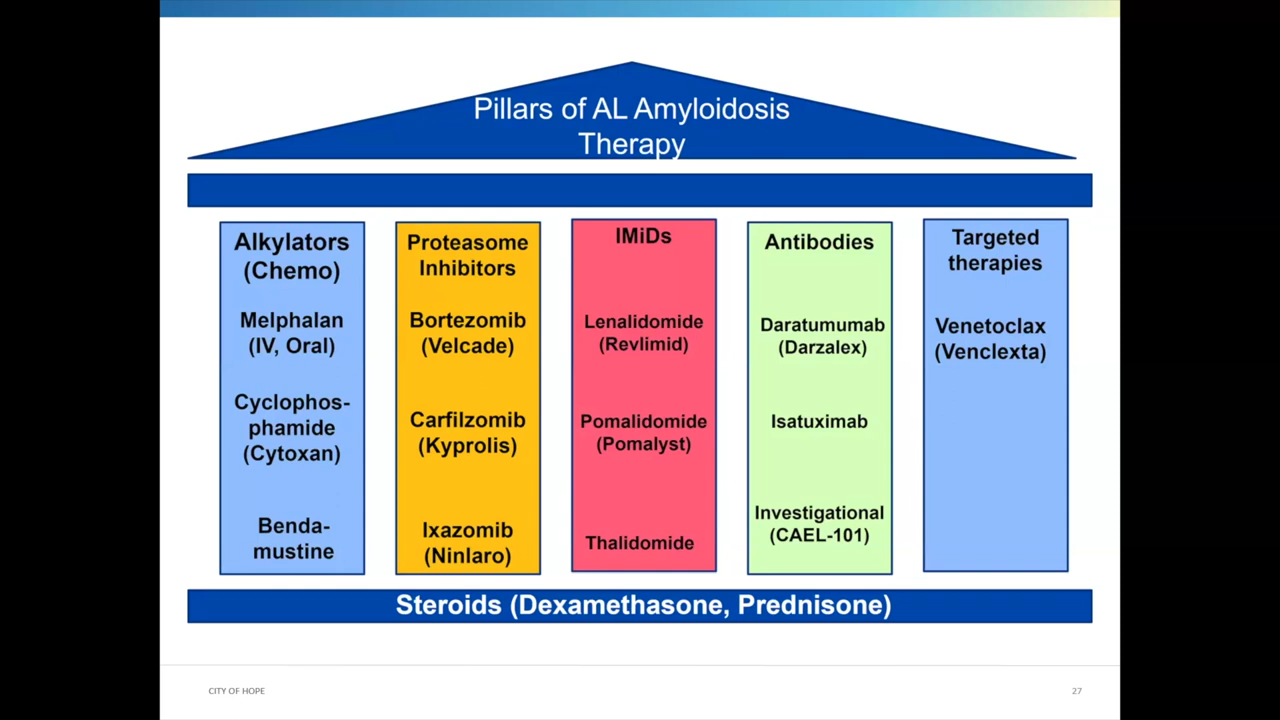 Pillars of AL Amyloidosis
Therapy
Alkylators
(Chemo)
Melphalan
(IV, Oral)
Cyclophos-
phamide
(Cytoxan)
Benda-
mustine
Proteasome
Inhibitors
Bortezomib
(Velcade)
Carfilzomib
(Kyprolis)
Ixazomib
(Ninlaro)
IMiDs
Lenalidomide
(Revlimid)
Pomalidomide
(Pomalyst)
Thalidomide
Antibodies
Daratumumab
(Darzalex)
Isatuximab
Investigational
(CAEL-101)
Targeted
therapies
Venetoclax
(Venclexta)
Steroids (Dexamethasone, Prednisone)
CITY OF HOPE
27